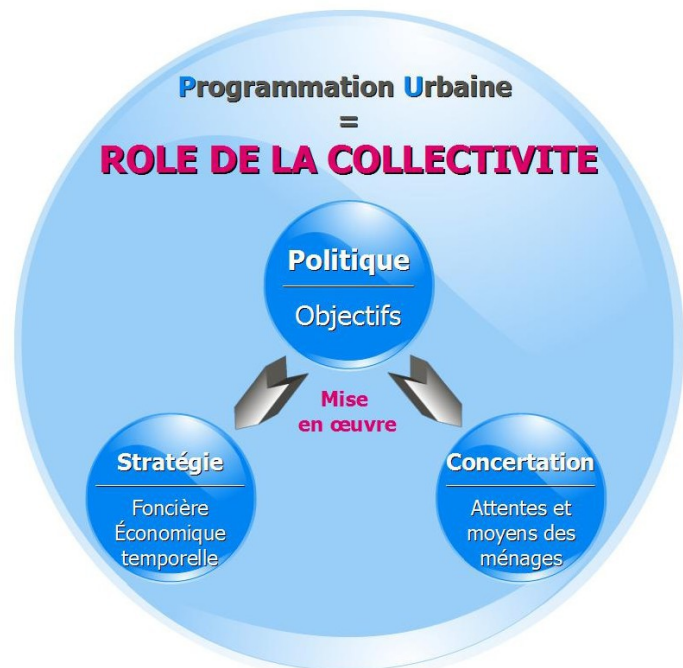 Programmation Urbaine
=
ROLE DE LA COLLECTIVITE
Politique
Objectifs
Mise
en œuvre
Stratégie
Foncière
Économique
temporelle
Concertation
Attentes et
moyens des
ménages